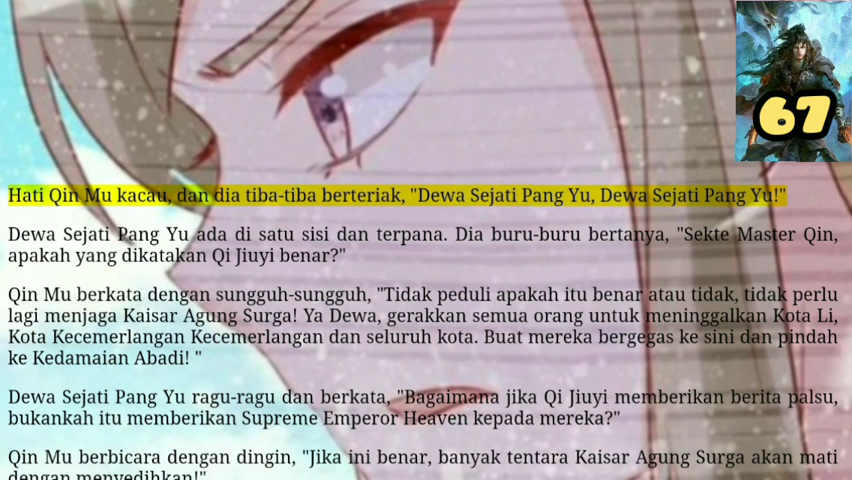 67
Hati Qin Mu kacau, dan dia tiba-tiba berteriak, "Dewa Sejati Pang Yu, Dewa Sejati Pang Yu!"
Dewa Sejati Pang Yu ada di satu sisi dan terpana. Dia buru-buru bertanya, "Sekte Master Qin,
apakah yang dikatakan Qi Jiuyi benar?"
Qin Mu berkata dengan sungguh-sungguh, "Tidak peduli apakah itu benar atau tidak, tidak perlu
lagi menjaga Kaisar Agung Surga! Ya Dewa, gerakkan semua orang untuk meninggalkan Kota Li,
Kota Kecemerlangan Kecemerlangan dan seluruh kota. Buat mereka bergegas ke sini dan pindah
ke Kedamaian Abadi! "
Dewa Sejati Pang Yu ragu-ragu dan berkata, "Bagaimana jika Qi Jiuyi memberikan berita palsu,
bukankah itu memberikan Supreme Emperor Heaven kepada mereka?"
Qin Mu berbicara dengan dingin, "Jika ini benar, banyak tentara Kaisar Agung Surga akan mati
dengan menyedihkan!"